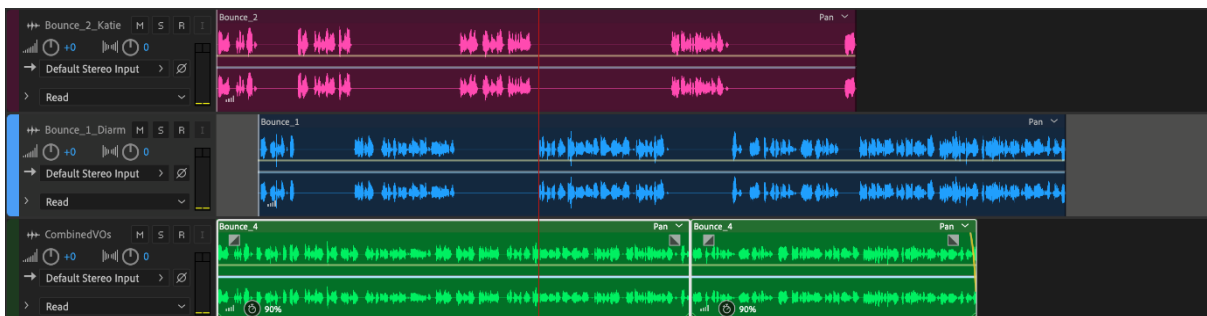 Bounce_2_Katie M S R I
+0 0
Default Stereo Input
Read
Bounce_2 Pan
Bounce_1_Diarm M S R I
+0 0
Default Stereo Input
Read
Bounce_1 Pan
CombinedVOs M S R I
+0 0
Default Stereo Input
Read
Bounce_4 Pan
90%
Bounce_4 Pan
90%